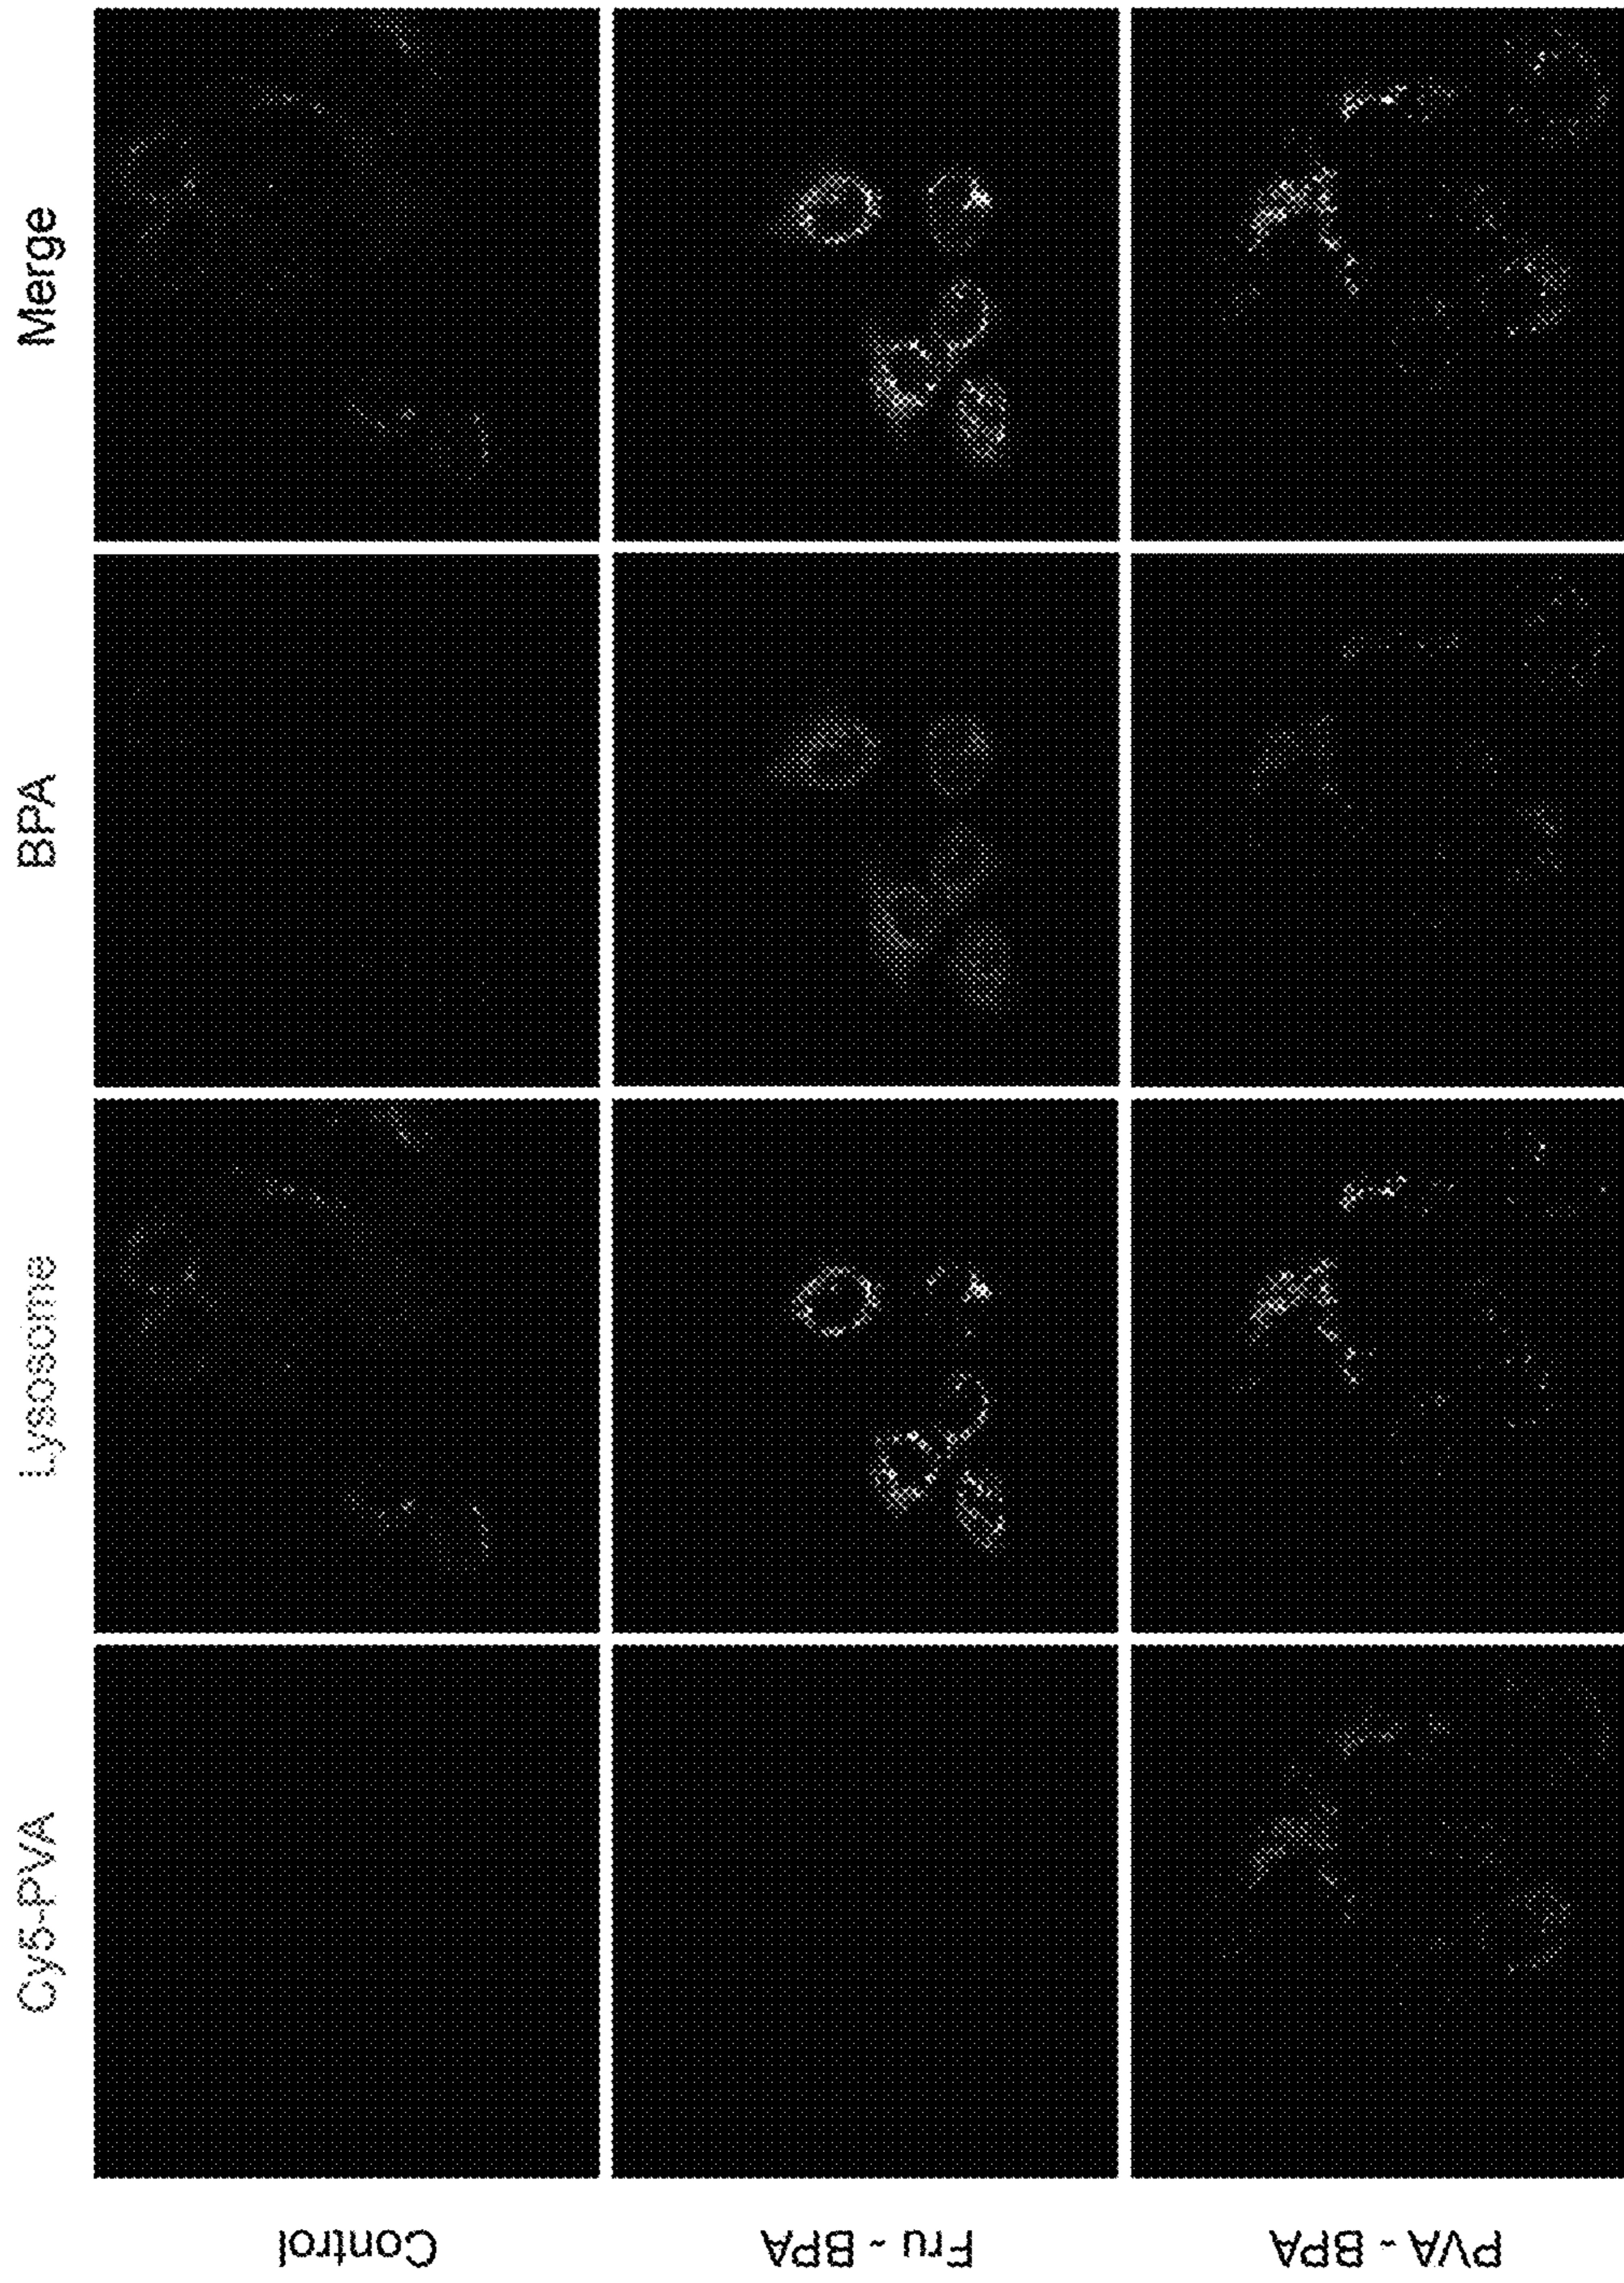 Cy5-PVA
Lysosome
BPA
Merge
Control
Fru - BPA
PVA - BPA